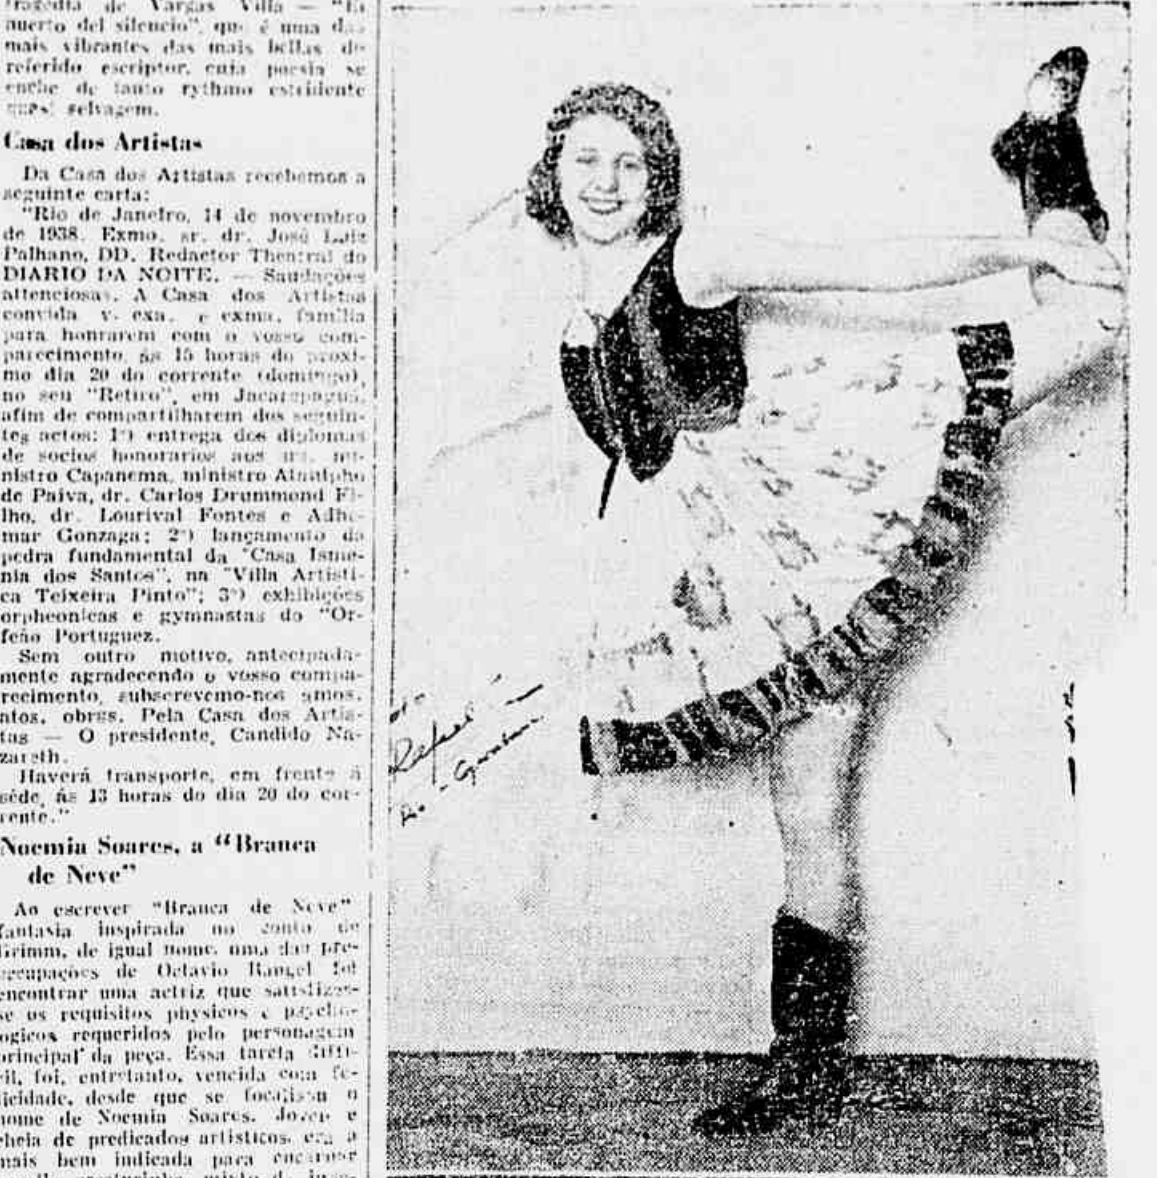 tragedia de Vargas Villa — "El
huerto del silencio", que é uma das
mais vibrantes das mais bellas do
referido escriptor, cuja poesia se
enche de tanto rythmo estridente
quasi selvagem.
Casa dos Artistas
Da Casa dos Artistas recebemos a
seguinte carta:
"Rio de Janeiro, 14 de novembro
de 1938. Exmo. sr. dr. José Luiz
Palhano, DD. Redactor Theatral do
DIARIO DA NOITE. — Saudações
attenciosas. A Casa dos Artistas
convida v. exa. e exma. familia
para honrarem com o vosso com-
parecimento, ás 15 horas do proxi-
mo dia 20 do corrente (domingo),
no seu "Retiro", em Jacarepaguá,
afim de compartilharem dos seguin-
tes actos: 1º) entrega dos diplomas
de socios honorarios aos srs. mi-
nistro Capanema, ministro Ataulpho
de Paiva, dr. Carlos Drummond Fi-
lho, dr. Lourival Fontes e Adhe-
mar Gonzaga; 2º) lançamento da
pedra fundamental da "Casa Isme-
nia dos Santos", na "Villa Artisti-
ca Teixeira Pinto"; 3º) exhibições
orpheonicas e gymnastas do "Or-
feão Portuguez.
Sem outro motivo, antecipada-
mente agradecendo o vosso compa-
recimento, subscrevemo-nos amos.
atos. obrgs. Pela Casa dos Artis-
tas — O presidente, Candido Na-
zareth.
Haverá transporte, em frente á
séde, ás 13 horas do dia 20 do cor-
rente."
Noemia Soares, a "Branca
de Neve"
Ao escrever "Branca de Neve"
fantasia inspirada no conto de
Grimm, de igual nome, uma das pre-
occupações de Octavio Rangel foi
encontrar uma actriz que satisfizes-
se os requisitos physicos e psycho-
logicos requeridos pelo personagem
principal da peça. Essa tarefa diffi-
cil, foi, entretanto, vencida com fe-
licidade, desde que se focalisou o
nome de Noemia Soares. Joven e
cheia de predicados artisticos, era a
mais bem indicada para encarnar